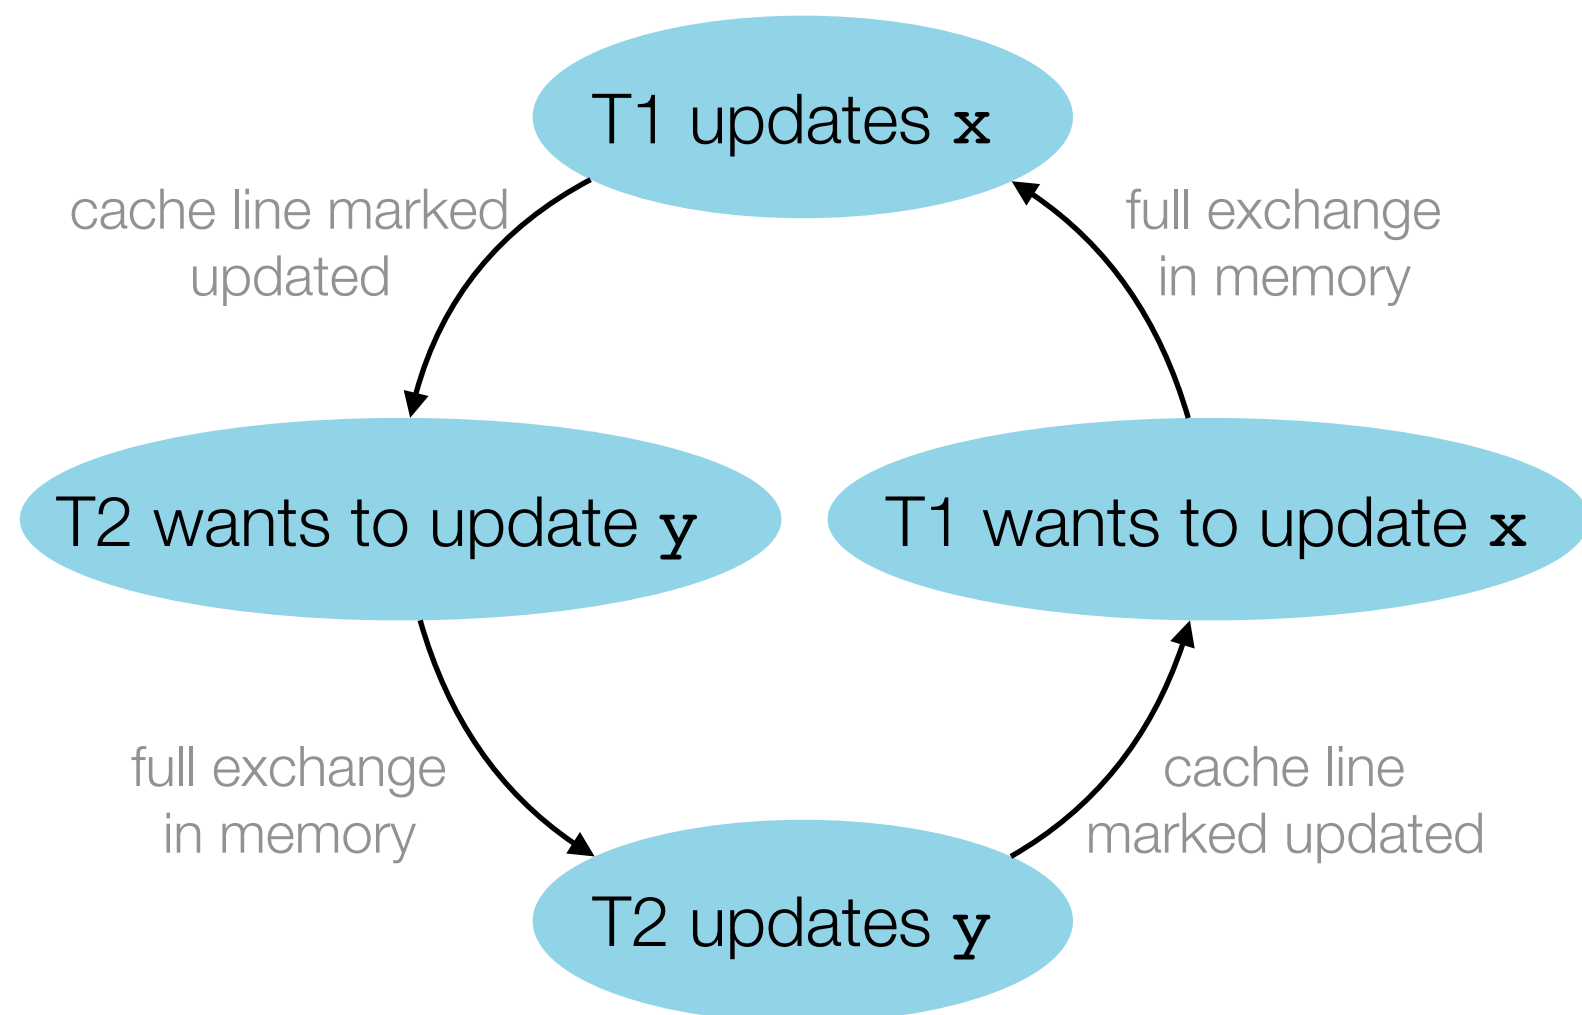 T1 updates x
cache line marked
updated
full exchange
in memory
T2 wants to update y
T1 wants to update x
full exchange
in memory
cache line
marked updated
T2 updates y